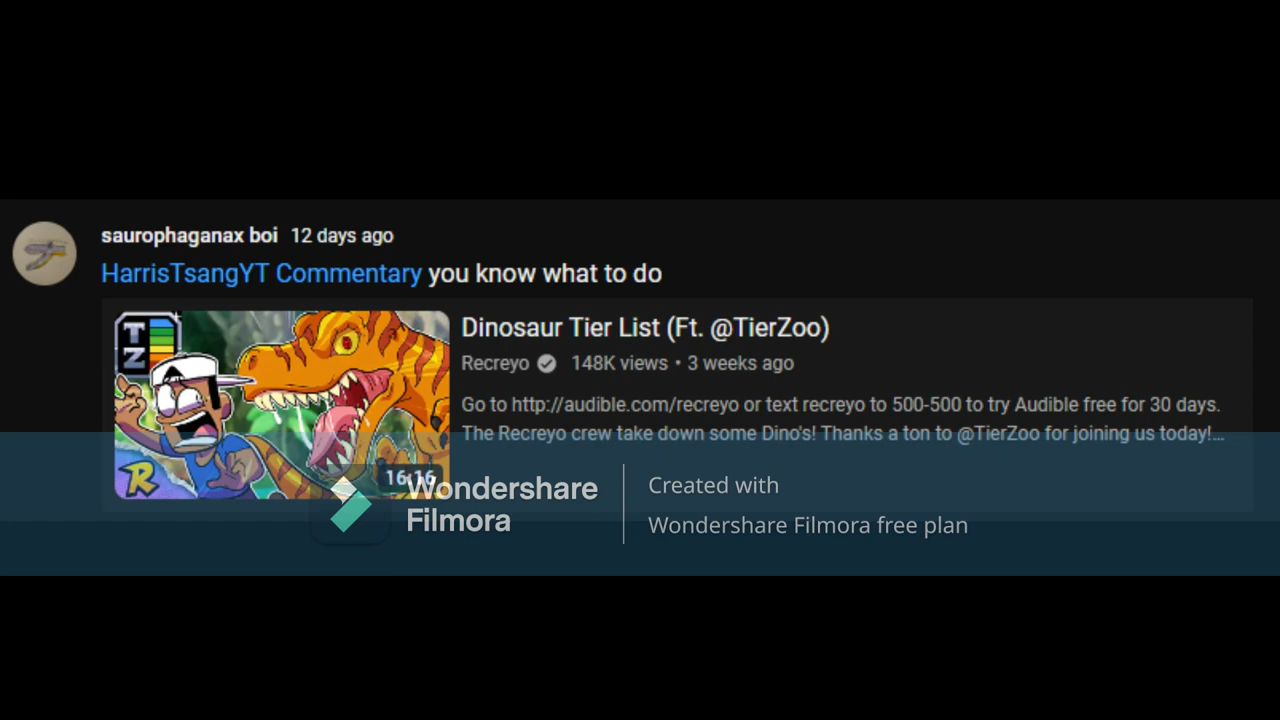 saurophaganax boi 12 days ago
HarrisTsangYT Commentary you know what to do
TZ
Dinosaur Tier List (Ft. @TierZoo)
Recreyo 148K views • 3 weeks ago
Go to http://audible.com/recreyo or text recreyo to 500-500 to try Audible free for 30 days.
The Recreyo crew take down some Dino's! Thanks a ton to @TierZoo for joining us today!...
R
16:16
Wondershare
Filmora
Created with
Wondershare Filmora free plan